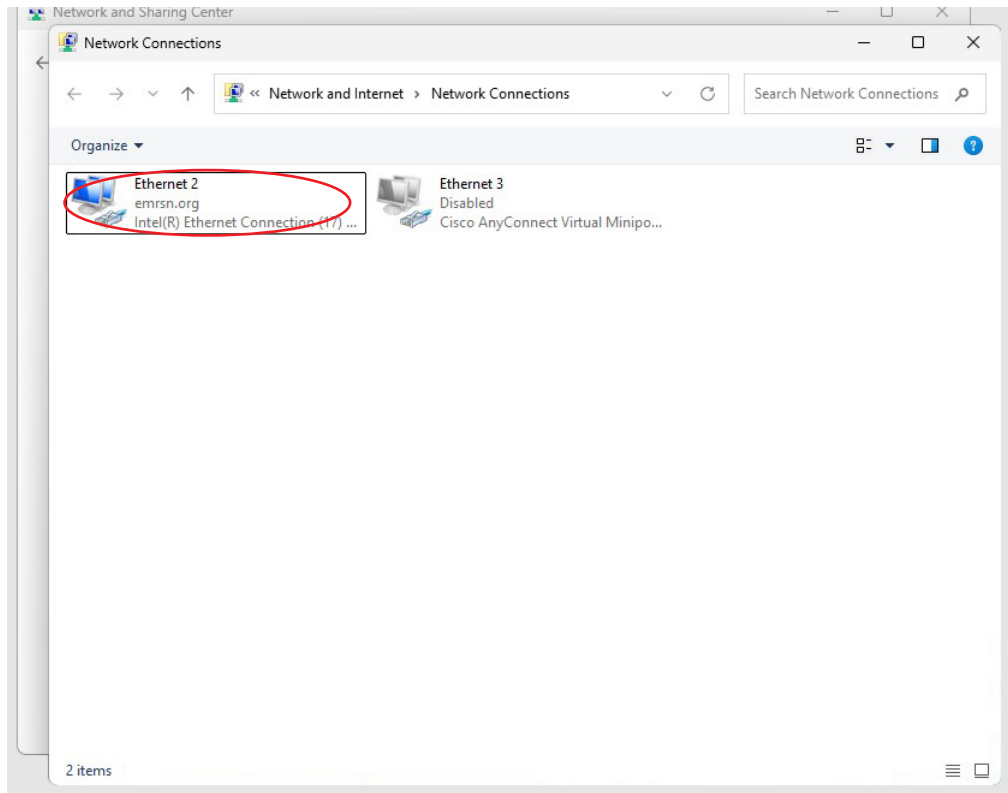 Network and Sharing Center
Network Connections
« Network and Internet > Network Connections
Search Network Connections
Organize
Ethernet 2
emrsn.org
Intel(R) Ethernet Connection (17) ...
Ethernet 3
Disabled
Cisco AnyConnect Virtual Minipo...
2 items